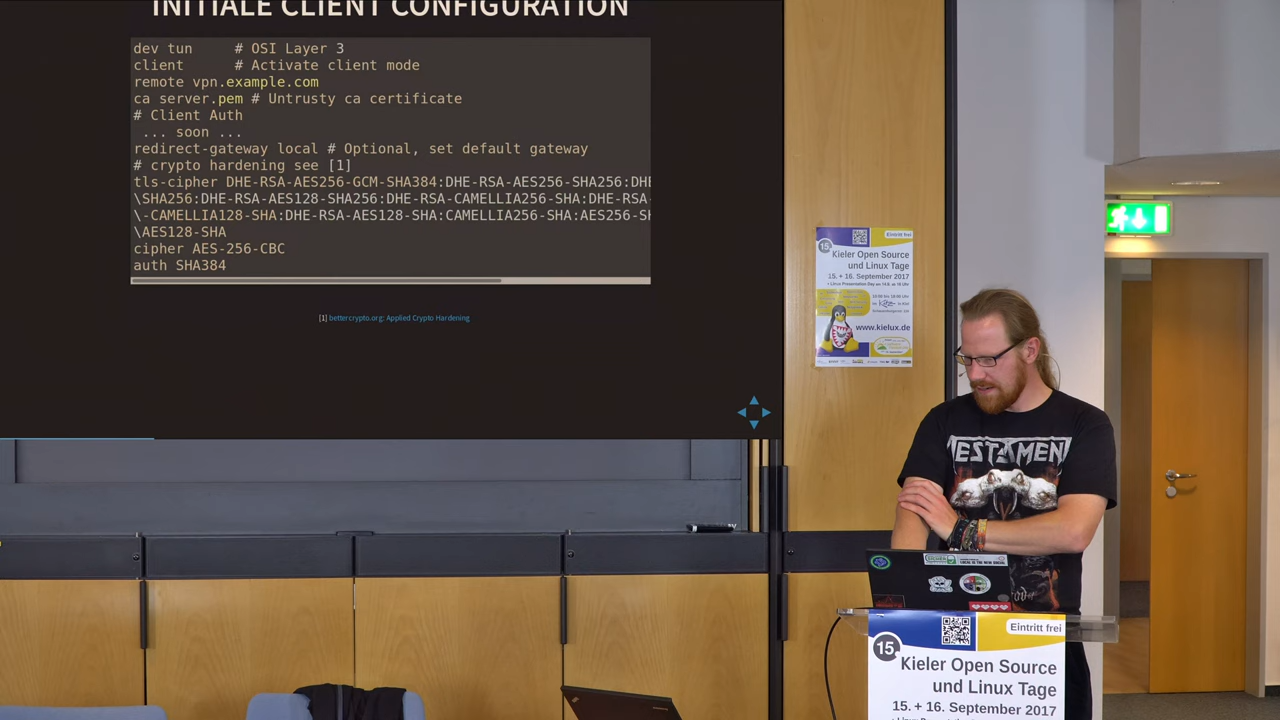 INITIALE CLIENT CONFIGURATION
dev tun # OSI Layer 3
client # Activate client mode
remote vpn.example.com
ca server.pem # Untrusty ca certificate
# Client Auth
... soon ...
redirect-gateway local # Optional, set default gateway
# crypto hardening see [1]
tls-cipher DHE-RSA-AES256-GCM-SHA384:DHE-RSA-AES256-SHA256:DHE
\SHA256:DHE-RSA-AES128-SHA256:DHE-RSA-CAMELLIA256-SHA:DHE-RSA-
\-CAMELLIA128-SHA:DHE-RSA-AES128-SHA:CAMELLIA256-SHA:AES256-SH
\AES128-SHA
cipher AES-256-CBC
auth SHA384
[1] bettercrypto.org: Applied Crypto Hardening
Eintritt frei
15.
Kieler Open Source
und Linux Tage
15. + 16. September 2017
www.kielux.de
TESTAMENT
Eintritt frei
15.
Kieler Open Source
und Linux Tage
15. + 16. September 2017